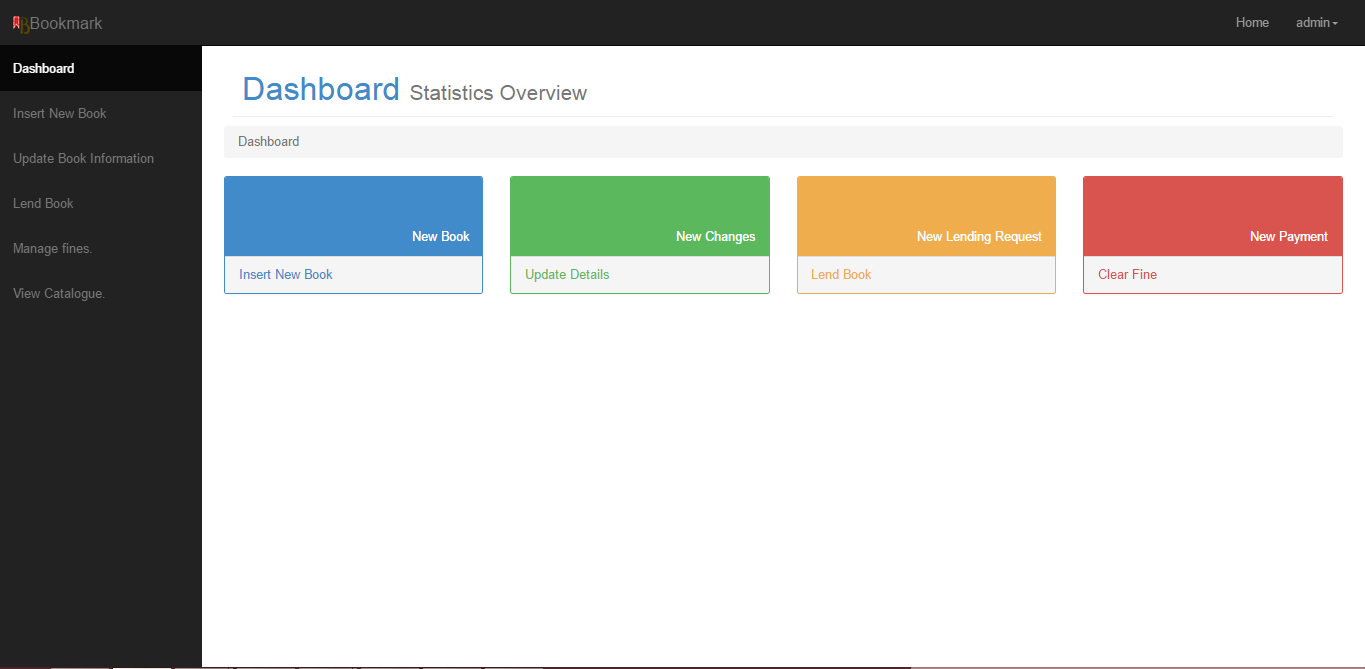 Bookmark
Home admin
Dashboard
Insert New Book
Update Book Information
Lend Book
Manage fines.
View Catalogue.
Dashboard Statistics Overview
Dashboard
New Book
Insert New Book
New Changes
Update Details
New Lending Request
Lend Book
New Payment
Clear Fine